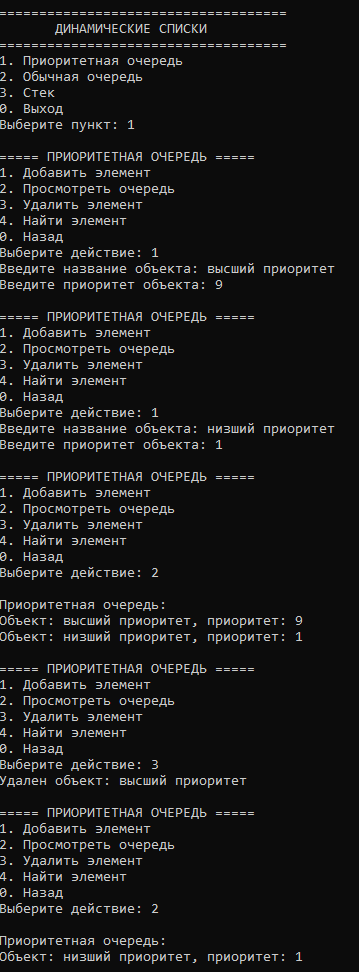 ====================================
ДИНАМИЧЕСКИЕ СПИСКИ
====================================
1. Приоритетная очередь
2. Обычная очередь
3. Стек
0. Выход
Выберите пункт: 1
===== ПРИОРИТЕТНАЯ ОЧЕРЕДЬ =====
1. Добавить элемент
2. Просмотреть очередь
3. Удалить элемент
4. Найти элемент
0. Назад
Выберите действие: 1
Введите название объекта: высший приоритет
Введите приоритет объекта: 9
===== ПРИОРИТЕТНАЯ ОЧЕРЕДЬ =====
1. Добавить элемент
2. Просмотреть очередь
3. Удалить элемент
4. Найти элемент
0. Назад
Выберите действие: 1
Введите название объекта: низший приоритет
Введите приоритет объекта: 1
===== ПРИОРИТЕТНАЯ ОЧЕРЕДЬ =====
1. Добавить элемент
2. Просмотреть очередь
3. Удалить элемент
4. Найти элемент
0. Назад
Выберите действие: 2
Приоритетная очередь:
Объект: высший приоритет, приоритет: 9
Объект: низший приоритет, приоритет: 1
===== ПРИОРИТЕТНАЯ ОЧЕРЕДЬ =====
1. Добавить элемент
2. Просмотреть очередь
3. Удалить элемент
4. Найти элемент
0. Назад
Выберите действие: 3
Удален объект: высший приоритет
===== ПРИОРИТЕТНАЯ ОЧЕРЕДЬ =====
1. Добавить элемент
2. Просмотреть очередь
3. Удалить элемент
4. Найти элемент
0. Назад
Выберите действие: 2
Приоритетная очередь:
Объект: низший приоритет, приоритет: 1